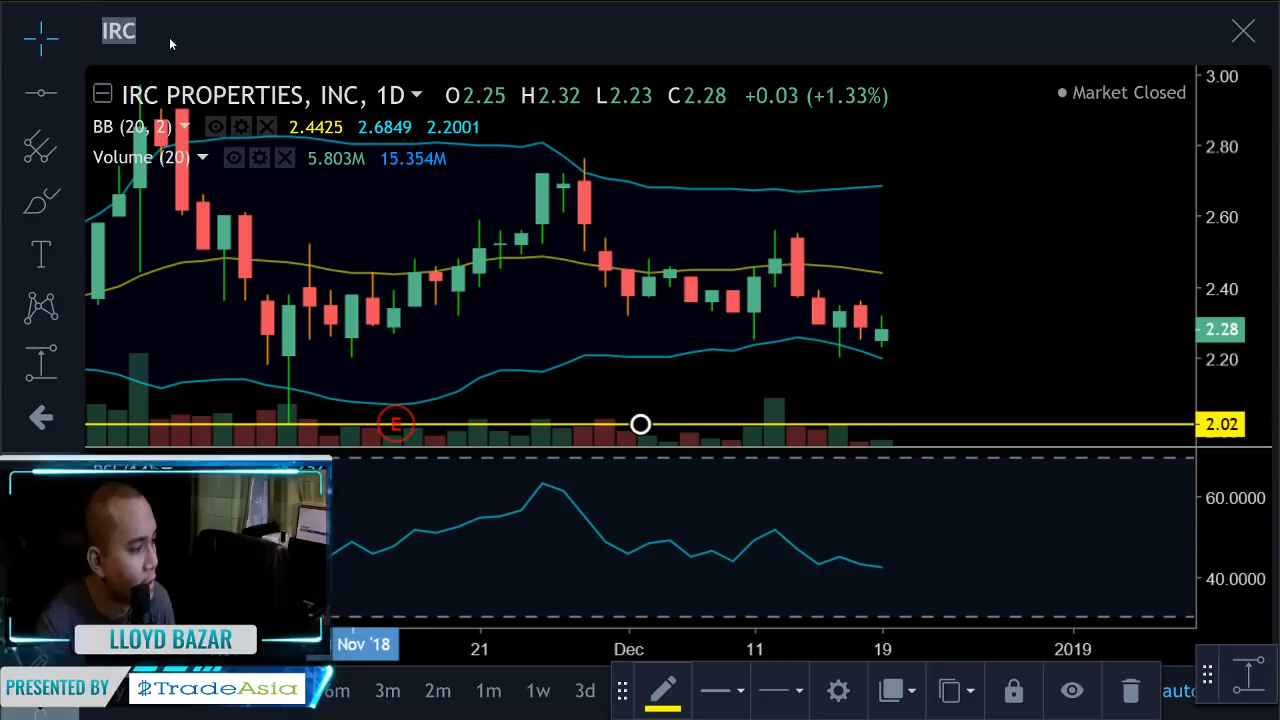 IRC
IRC PROPERTIES, INC, 1D O2.25 H2.32 L2.23 C2.28 +0.03 (+1.33%)
Market Closed
BB (20, 2) 2.4425 2.6849 2.2001
Volume (20) 5.803M 15.354M
3.00
2.80
2.60
2.40
2.28
2.20
2.02
E
T
60.0000
40.0000
Nov '18
21
Dec
11
19
2019
LLOYD BAZAR
PRESENTED BY
TradeAsia
6m 3m 2m 1m 1w 3d
auto